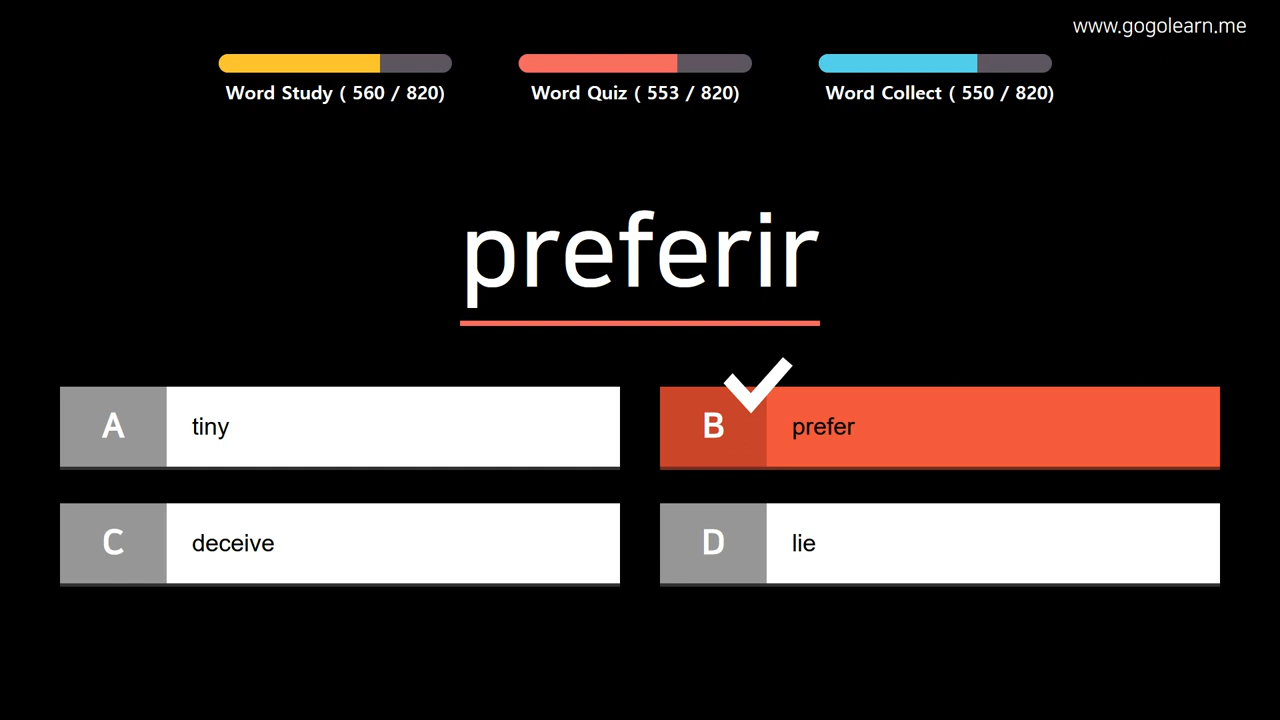 www.gogolearn.me
Word Study ( 560 / 820)
Word Quiz ( 553 / 820)
Word Collect ( 550 / 820)
preferir
A
tiny
B
prefer
C
deceive
D
lie